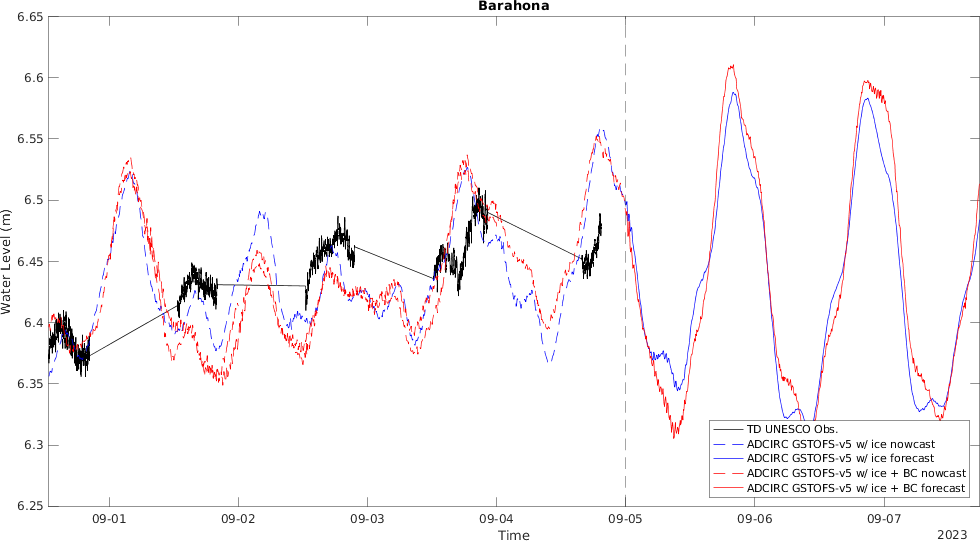 Barahona
6.65
6.6
6.55
6.5
6.45
6.4
6.35
6.3
6.25
Water Level (m)
TD UNESCO Obs.
ADCIRC GSTOFS-v5 w/ ice nowcast
ADCIRC GSTOFS-v5 w/ ice forecast
ADCIRC GSTOFS-v5 w/ ice + BC nowcast
ADCIRC GSTOFS-v5 w/ ice + BC forecast
09-01 09-02 09-03 09-04 09-05 09-06 09-07
Time
2023